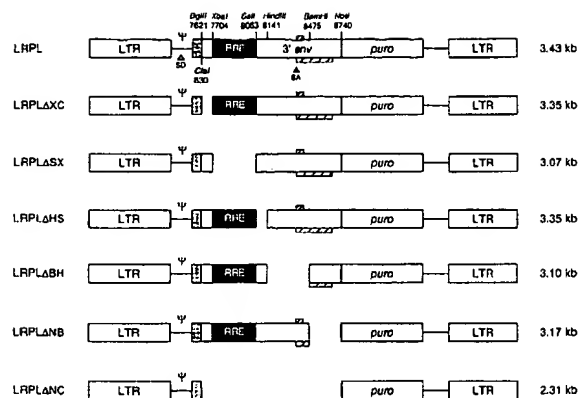 BglII XbaI SalI HindIII BamHI NotI
7621 7704 8053 8141 8475 8740
LRPL LTR Ψ RRE 3' env puro LTR 3.43 kb
SD SA
ClaI
830
LRPLΔXC LTR Ψ RRE puro LTR 3.35 kb
LRPLΔSX LTR Ψ puro LTR 3.07 kb
LRPLΔHS LTR Ψ RRE puro LTR 3.35 kb
LRPLΔBH LTR Ψ RRE puro LTR 3.10 kb
LRPLΔNB LTR Ψ RRE puro LTR 3.17 kb
LRPLΔNC LTR Ψ puro LTR 2.31 kb